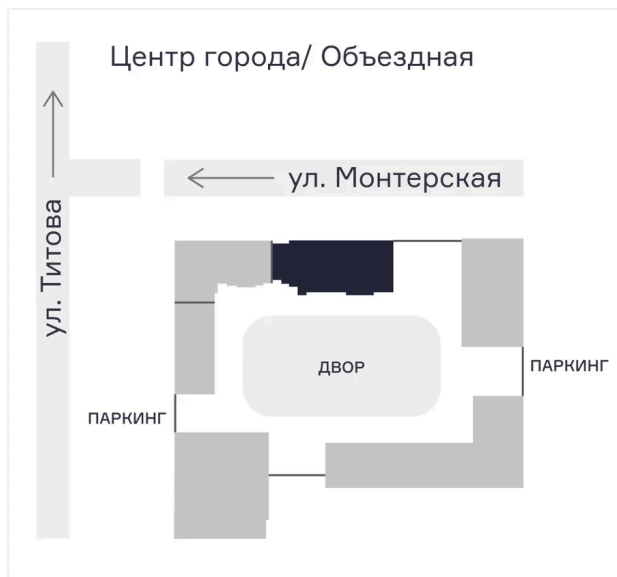 Центр города/ Объездная
ул. Монтерская
ул. Титова
ДВОР
ПАРКИНГ
ПАРКИНГ